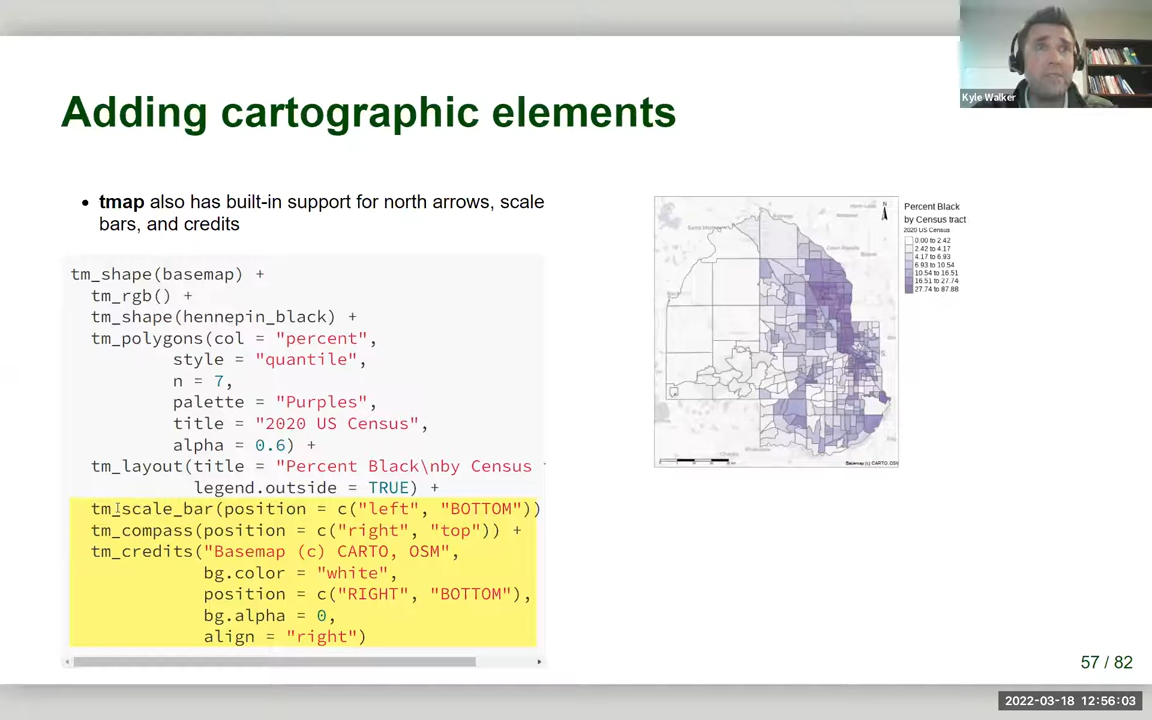 Kyle Walker
Adding cartographic elements
• tmap also has built-in support for north arrows, scale
bars, and credits
tm_shape(basemap) +
tm_rgb() +
tm_shape(hennepin_black) +
tm_polygons(col = "percent",
style = "quantile",
n = 7,
palette = "Purples",
title = "2020 US Census",
alpha = 0.6) +
tm_layout(title = "Percent Black\nby Census
legend.outside = TRUE) +
tm_scale_bar(position = c("left", "BOTTOM"))
tm_compass(position = c("right", "top")) +
tm_credits("Basemap (c) CARTO, OSM",
bg.color = "white",
position = c("RIGHT", "BOTTOM"),
bg.alpha = 0,
align = "right")
N
Basemap (c) CARTO, OSM
Percent Black
by Census tract
2020 US Census
0.00 to 2.42
2.42 to 4.17
4.17 to 6.93
6.93 to 10.54
10.54 to 16.51
16.51 to 27.74
27.74 to 87.88
57 / 82
2022-03-18 12:56:03